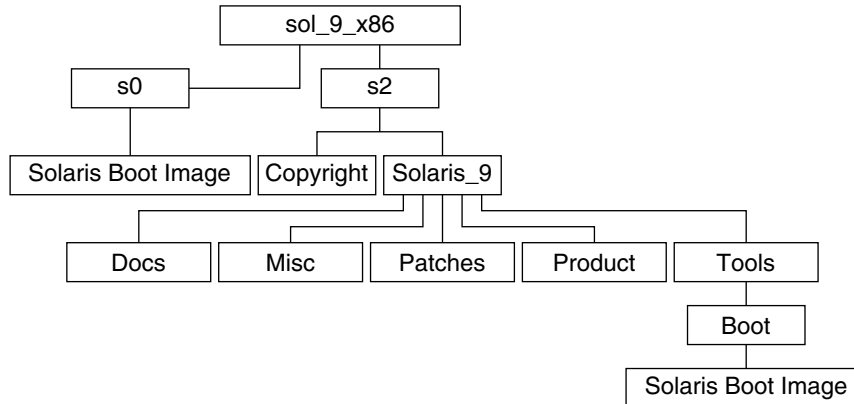 sol_9_x86
s0
s2
Solaris Boot Image
Copyright
Solaris_9
Docs
Misc
Patches
Product
Tools
Boot
Solaris Boot Image